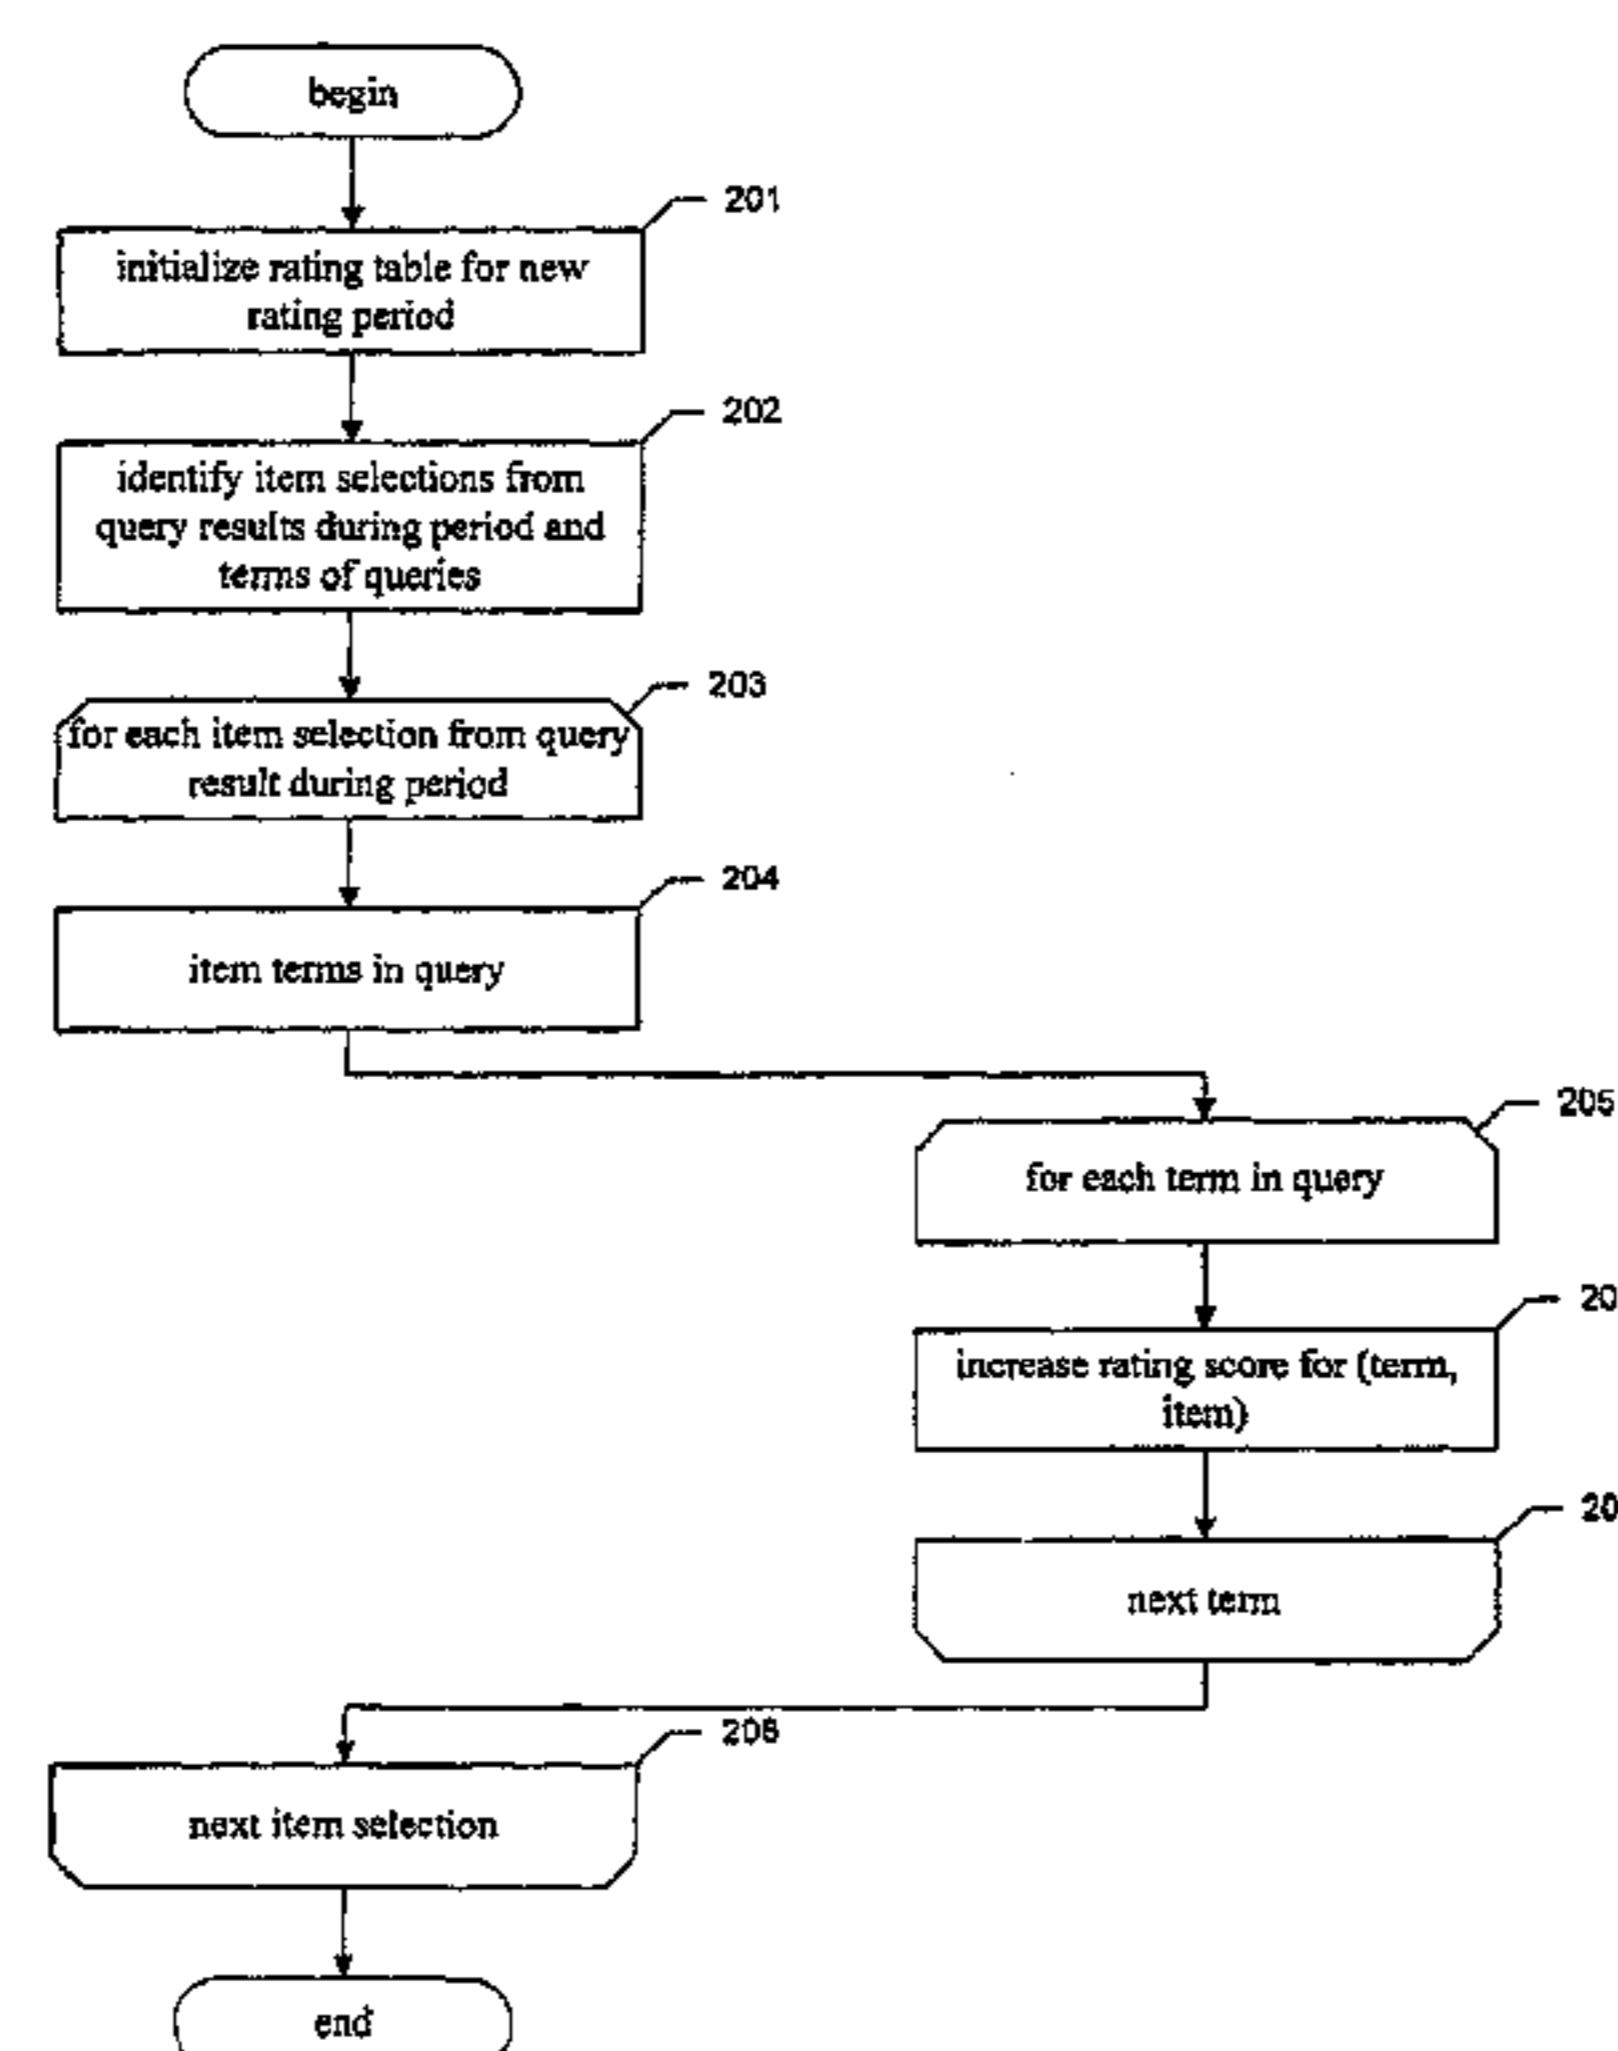 begin
201
initialize rating table for new
rating period
202
identify item selections from
query results during period and
terms of queries
203
for each item selection from query
result during period
204
item terms in query
205
for each term in query
20
increase rating score for (term,
item)
20
next term
208
next item selection
end